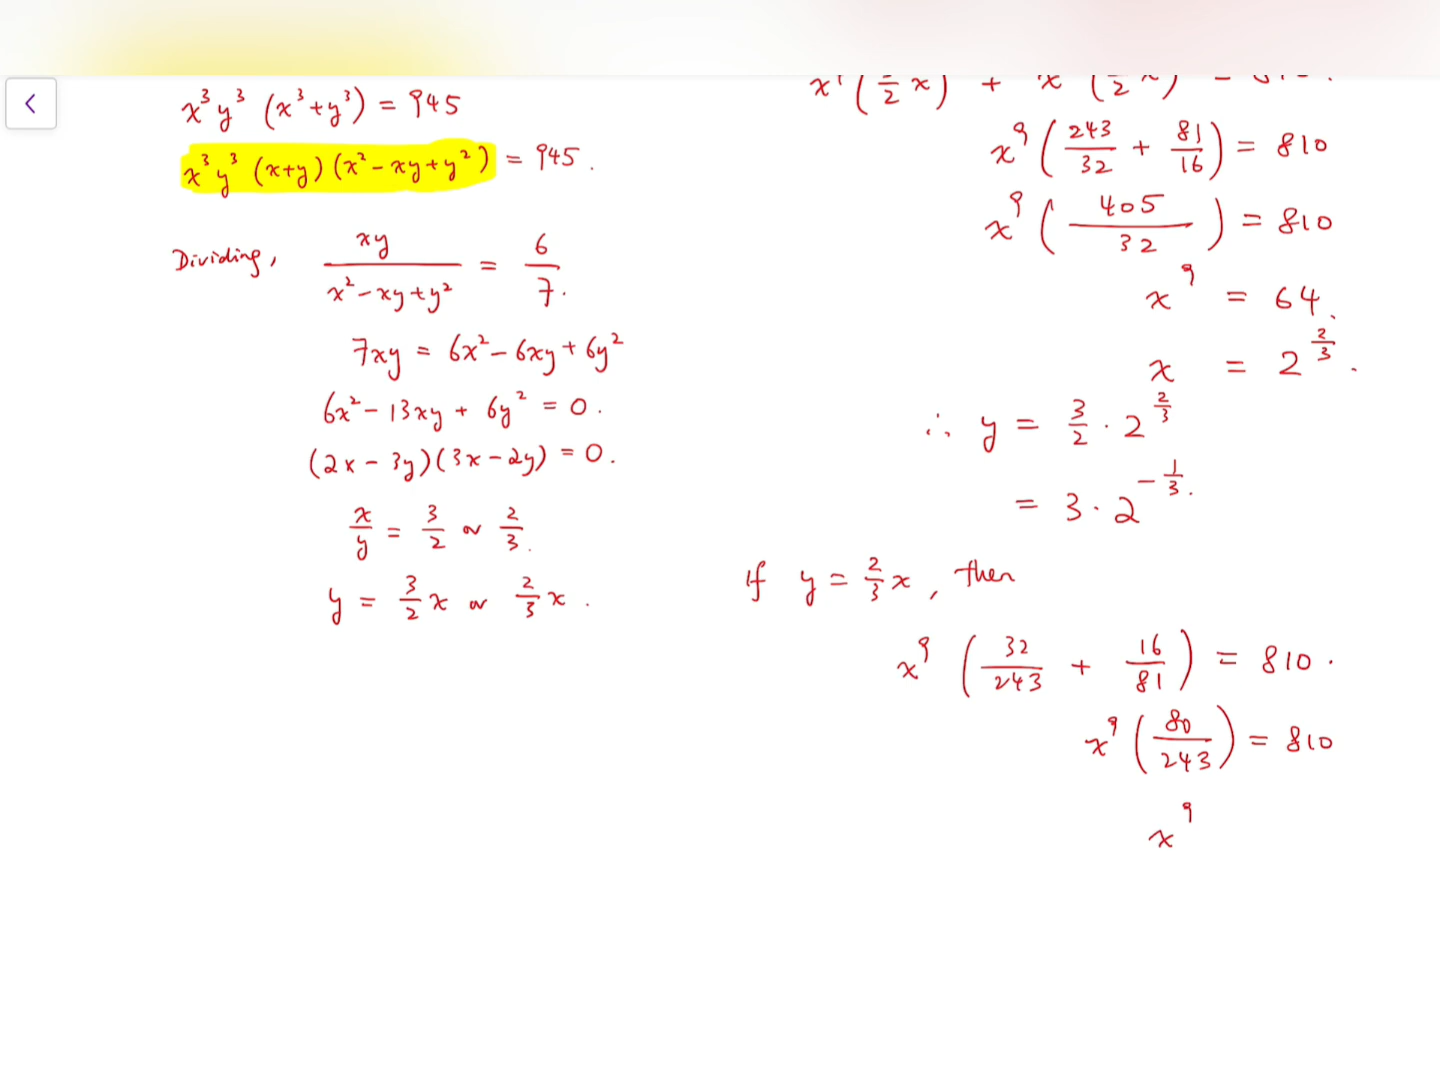 x³y³ (x³+y³) = 945
x³y³ (x+y) (x² - xy + y²) = 945.
Dividing, xy / (x² - xy + y²) = 6/7.
7xy = 6x² - 6xy + 6y²
6x² - 13xy + 6y² = 0.
(2x - 3y)(3x - 2y) = 0.
x/y = 3/2 or 2/3.
y = 3/2 x or 2/3 x.
x⁹ (243/32 + 81/16) = 810
x⁹ (405/32) = 810
x⁹ = 64.
x = 2^(2/3).
∴ y = 3/2 · 2^(2/3)
= 3 · 2^(-1/3).
If y = 2/3 x, then
x⁹ (32/243 + 16/81) = 810.
x⁹ (80/243) = 810
x⁹